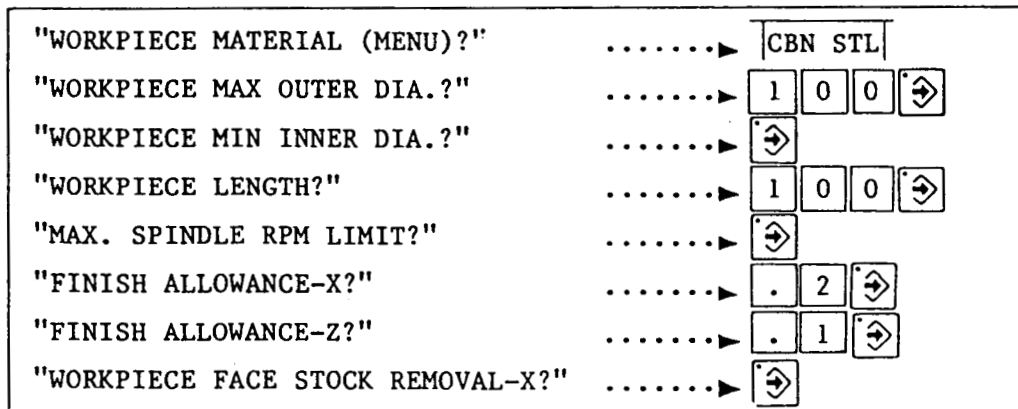 "WORKPIECE MATERIAL (MENU)?" ........ CBN STL
"WORKPIECE MAX OUTER DIA.?" ........ 1 0 0
"WORKPIECE MIN INNER DIA.?" ........
"WORKPIECE LENGTH?" ........ 1 0 0
"MAX. SPINDLE RPM LIMIT?" ........
"FINISH ALLOWANCE-X?" ........ . 2
"FINISH ALLOWANCE-Z?" ........ . 1
"WORKPIECE FACE STOCK REMOVAL-X?" ........